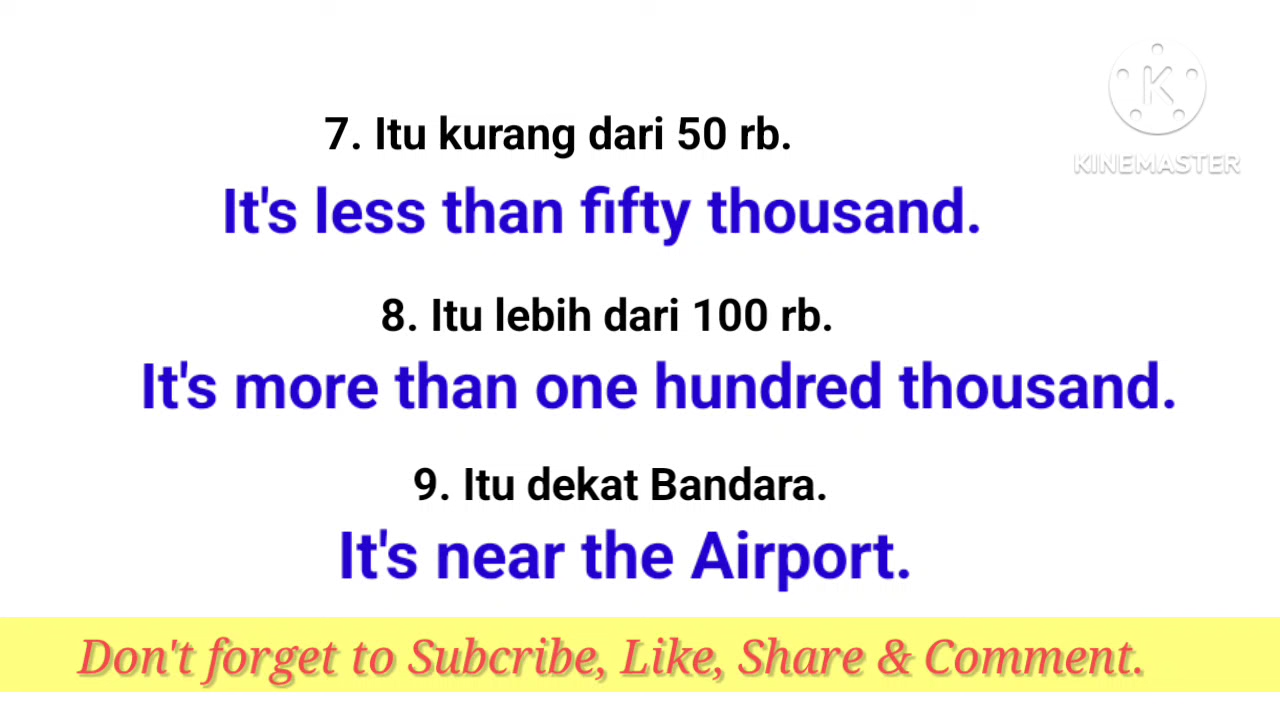 7. Itu kurang dari 50 rb.
It's less than fifty thousand.
8. Itu lebih dari 100 rb.
It's more than one hundred thousand.
9. Itu dekat Bandara.
It's near the Airport.
Don't forget to Subcribe, Like, Share & Comment.
K
KINEMASTER